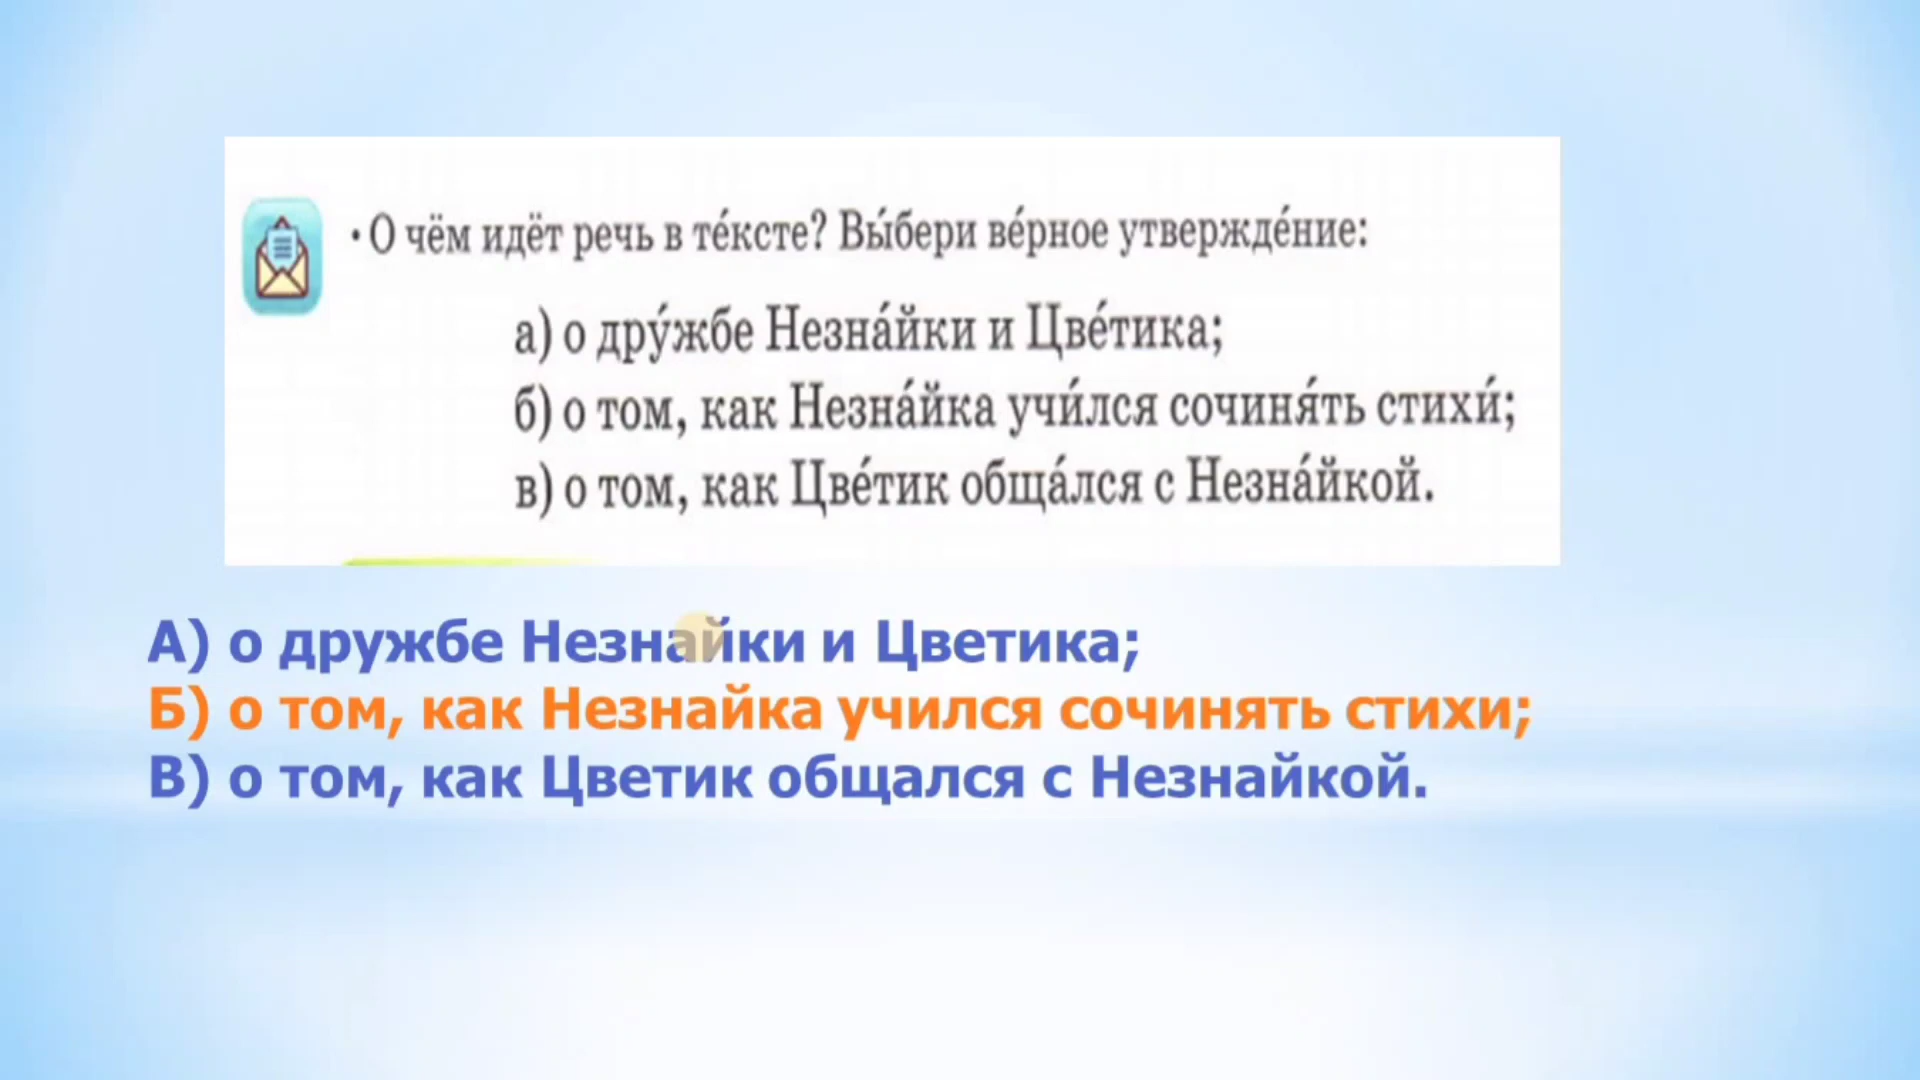 • О чём идёт речь в те́ксте? Вы́бери ве́рное утвержде́ние:
а) о дру́жбе Незна́йки и Цве́тика;
б) о том, как Незна́йка учи́лся сочиня́ть стихи́;
в) о том, как Цве́тик обща́лся с Незна́йкой.
А) о дружбе Незнайки и Цветика;
Б) о том, как Незнайка учился сочинять стихи;
В) о том, как Цветик общался с Незнайкой.